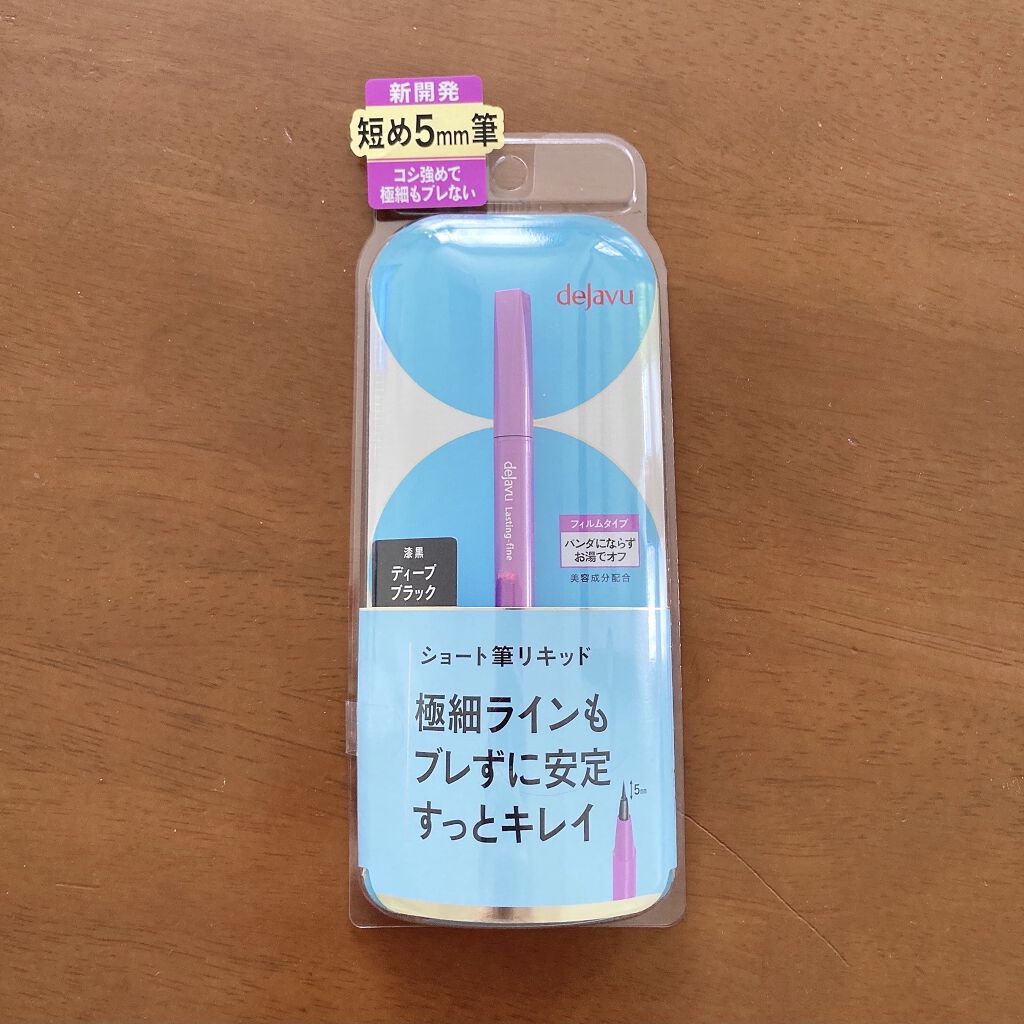 新開発
短め5mm筆
コシ強めで
極細もブレない
dejavu
dejavu Lasting-fine
フィルムタイプ
パンダにならず
お湯でオフ
美容成分配合
漆黒
ディープ
ブラック
ショート筆リキッド
極細ラインも
ブレずに安定
すっとキレイ
5mm